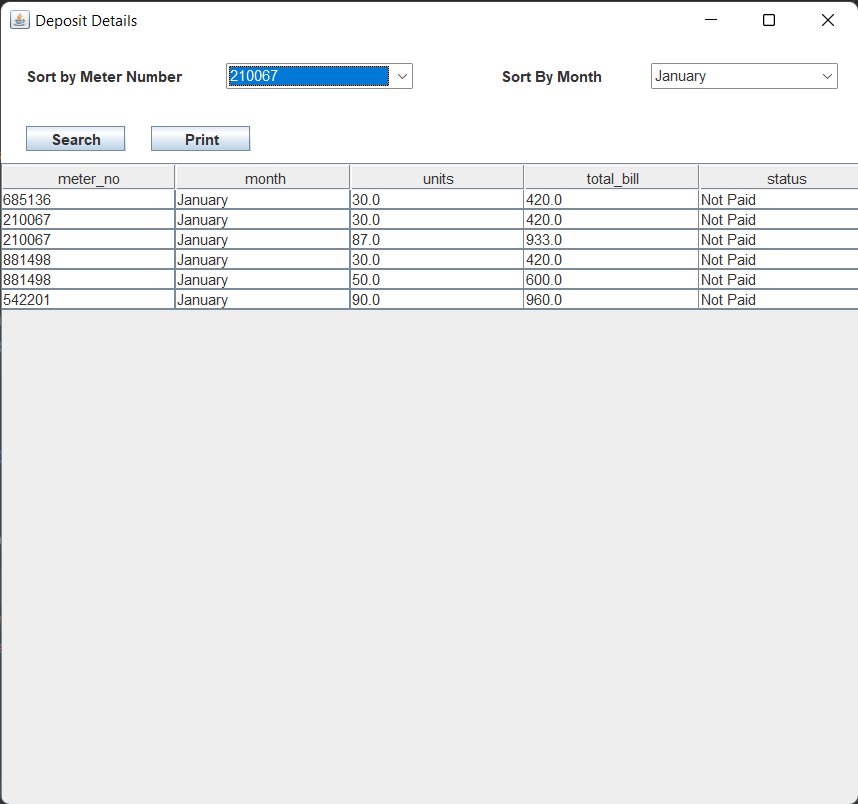 Deposit Details
Sort by Meter Number 210067 Sort By Month January
Search Print
meter_no month units total_bill status
685136 January 30.0 420.0 Not Paid
210067 January 30.0 420.0 Not Paid
210067 January 87.0 933.0 Not Paid
881498 January 30.0 420.0 Not Paid
881498 January 50.0 600.0 Not Paid
542201 January 90.0 960.0 Not Paid